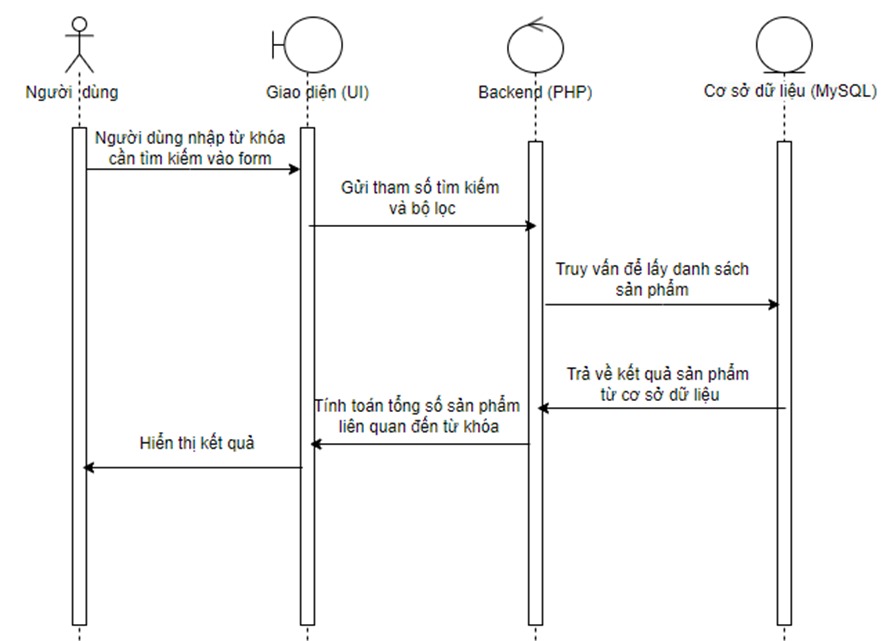 Người dùng
Giao diện (UI)
Backend (PHP)
Cơ sở dữ liệu (MySQL)
Người dùng nhập từ khóa
cần tìm kiếm vào form
Gửi tham số tìm kiếm
và bộ lọc
Truy vấn để lấy danh sách
sản phẩm
Trả về kết quả sản phẩm
từ cơ sở dữ liệu
Tính toán tổng số sản phẩm
liên quan đến từ khóa
Hiển thị kết quả